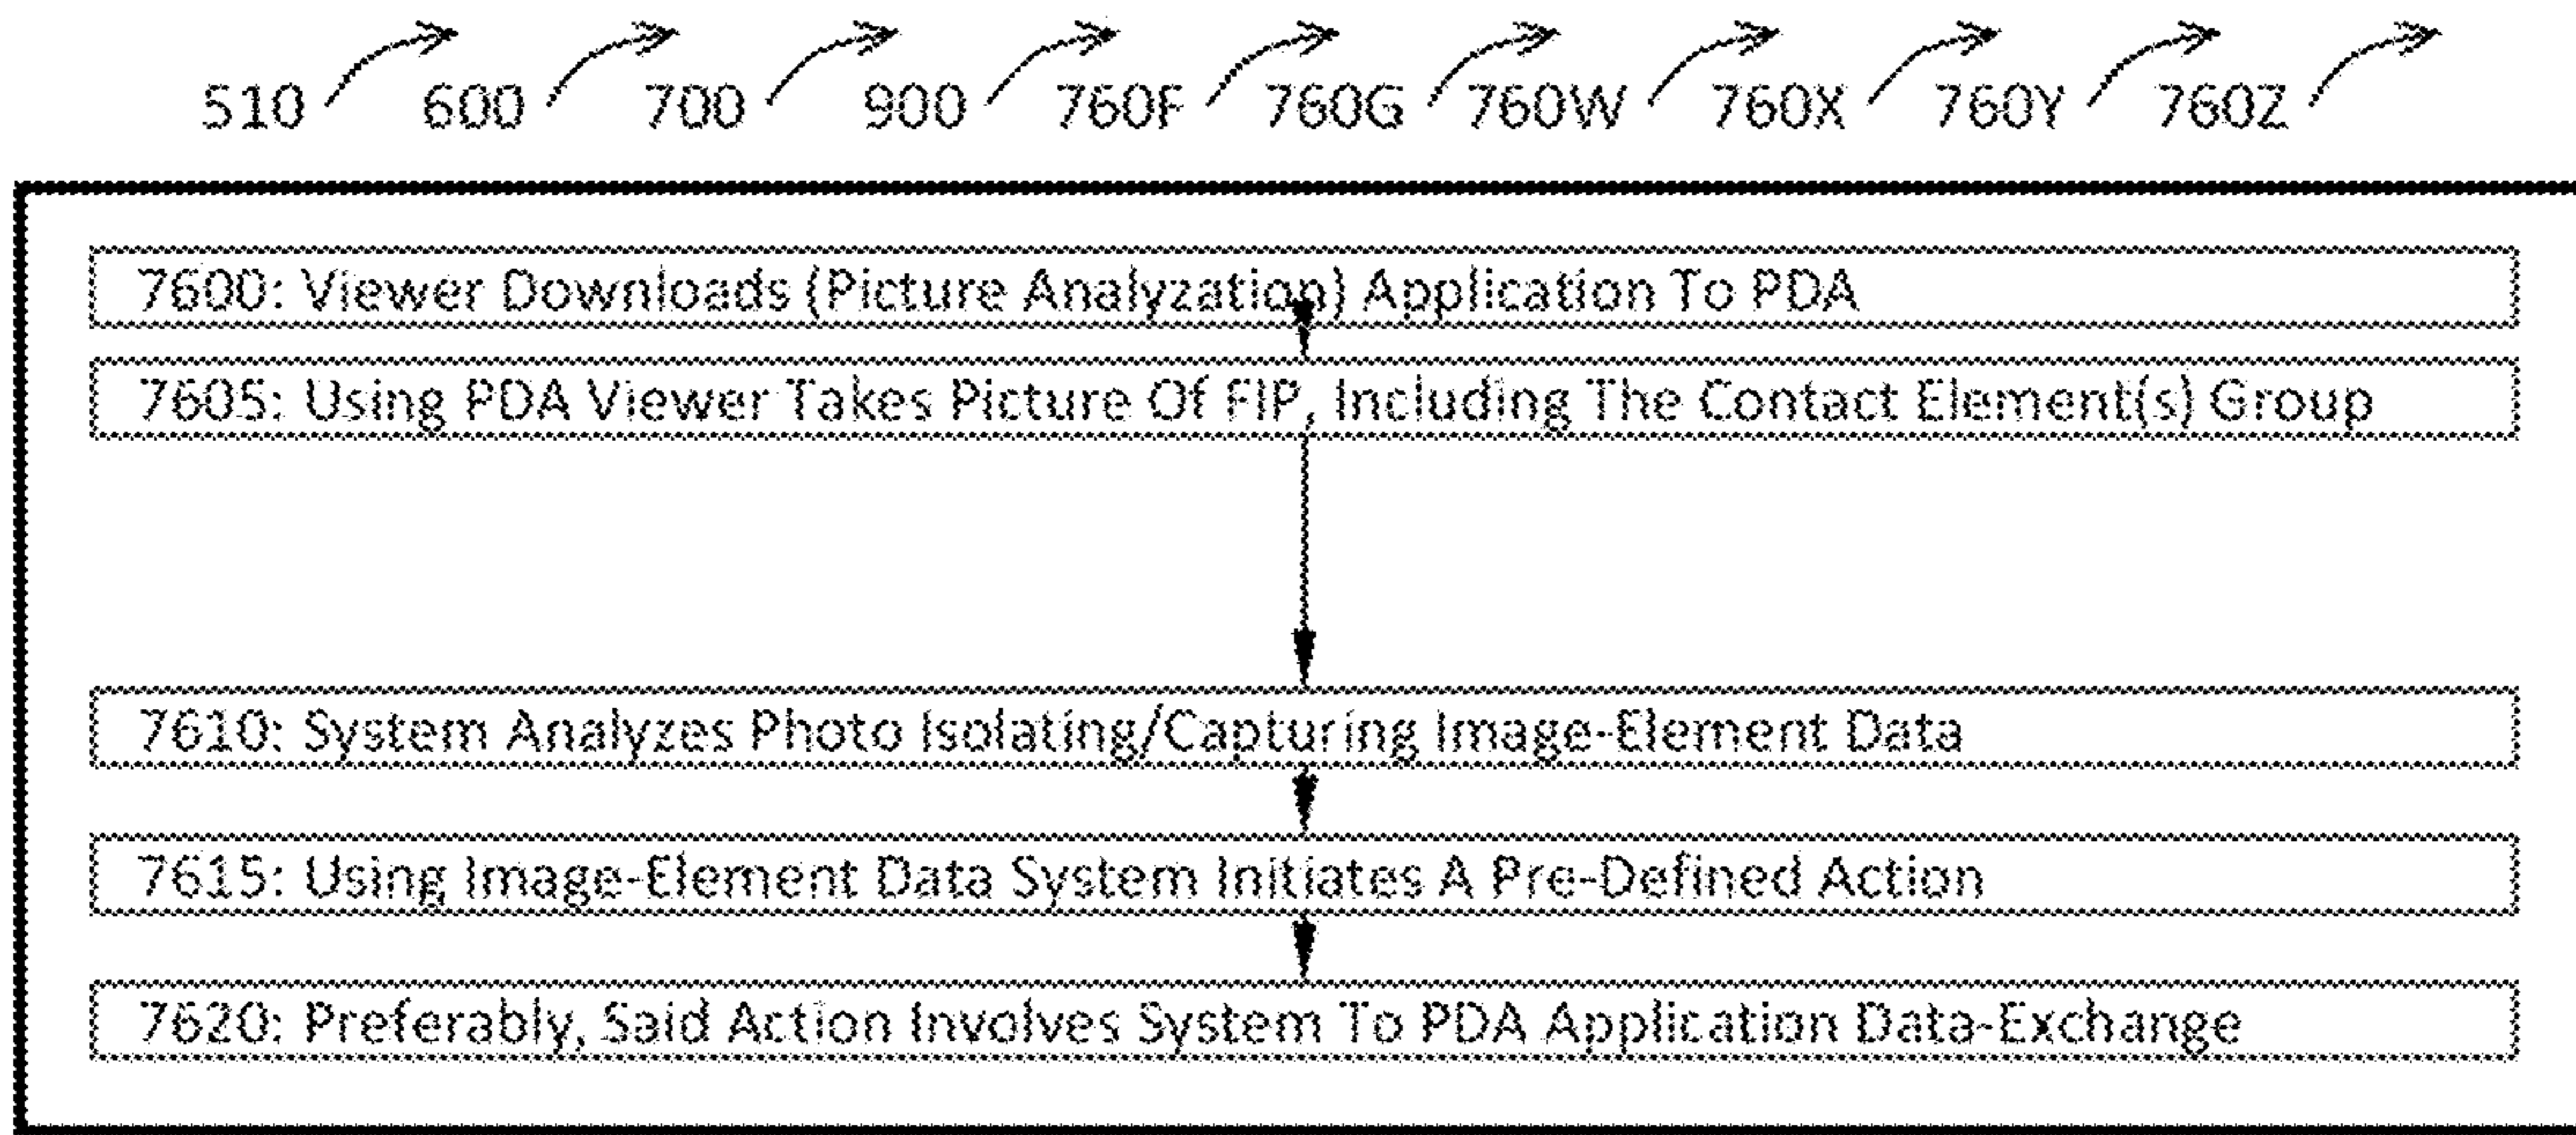 510 600 700 900 760F 760G 760W 760X 760Y 760Z
7600: Viewer Downloads (Picture Analyzation) Application To PDA
7605: Using PDA Viewer Takes Picture Of FIP, Including The Contact Element(s) Group
7610: System Analyzes Photo Isolating/Capturing Image-Element Data
7615: Using Image-Element Data System Initiates A Pre-Defined Action
7620: Preferably, Said Action Involves System To PDA Application Data-Exchange